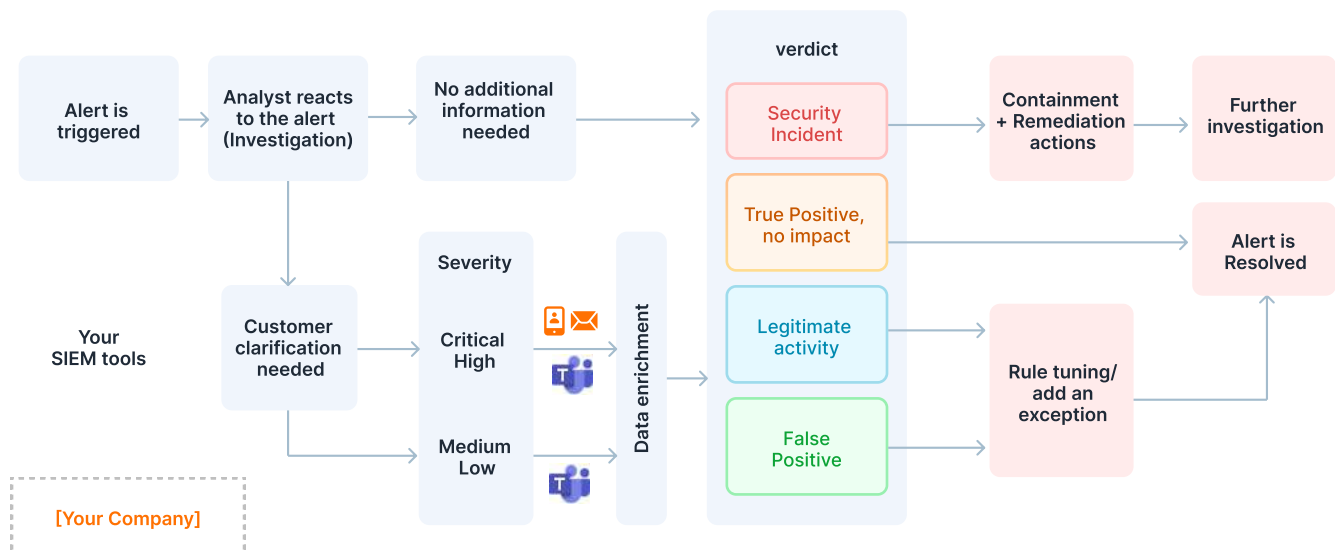 Alert is
triggered
Analyst reacts
to the alert
(Investigation)
No additional
information
needed
verdict
Security
Incident
Containment
+ Remediation
actions
Further
investigation
True Positive,
no impact
Alert is
Resolved
Your
SIEM tools
Customer
clarification
needed
Severity
Critical
High
Medium
Low
Data enrichment
Legitimate
activity
False
Positive
Rule tuning/
add an
exception
[Your Company]